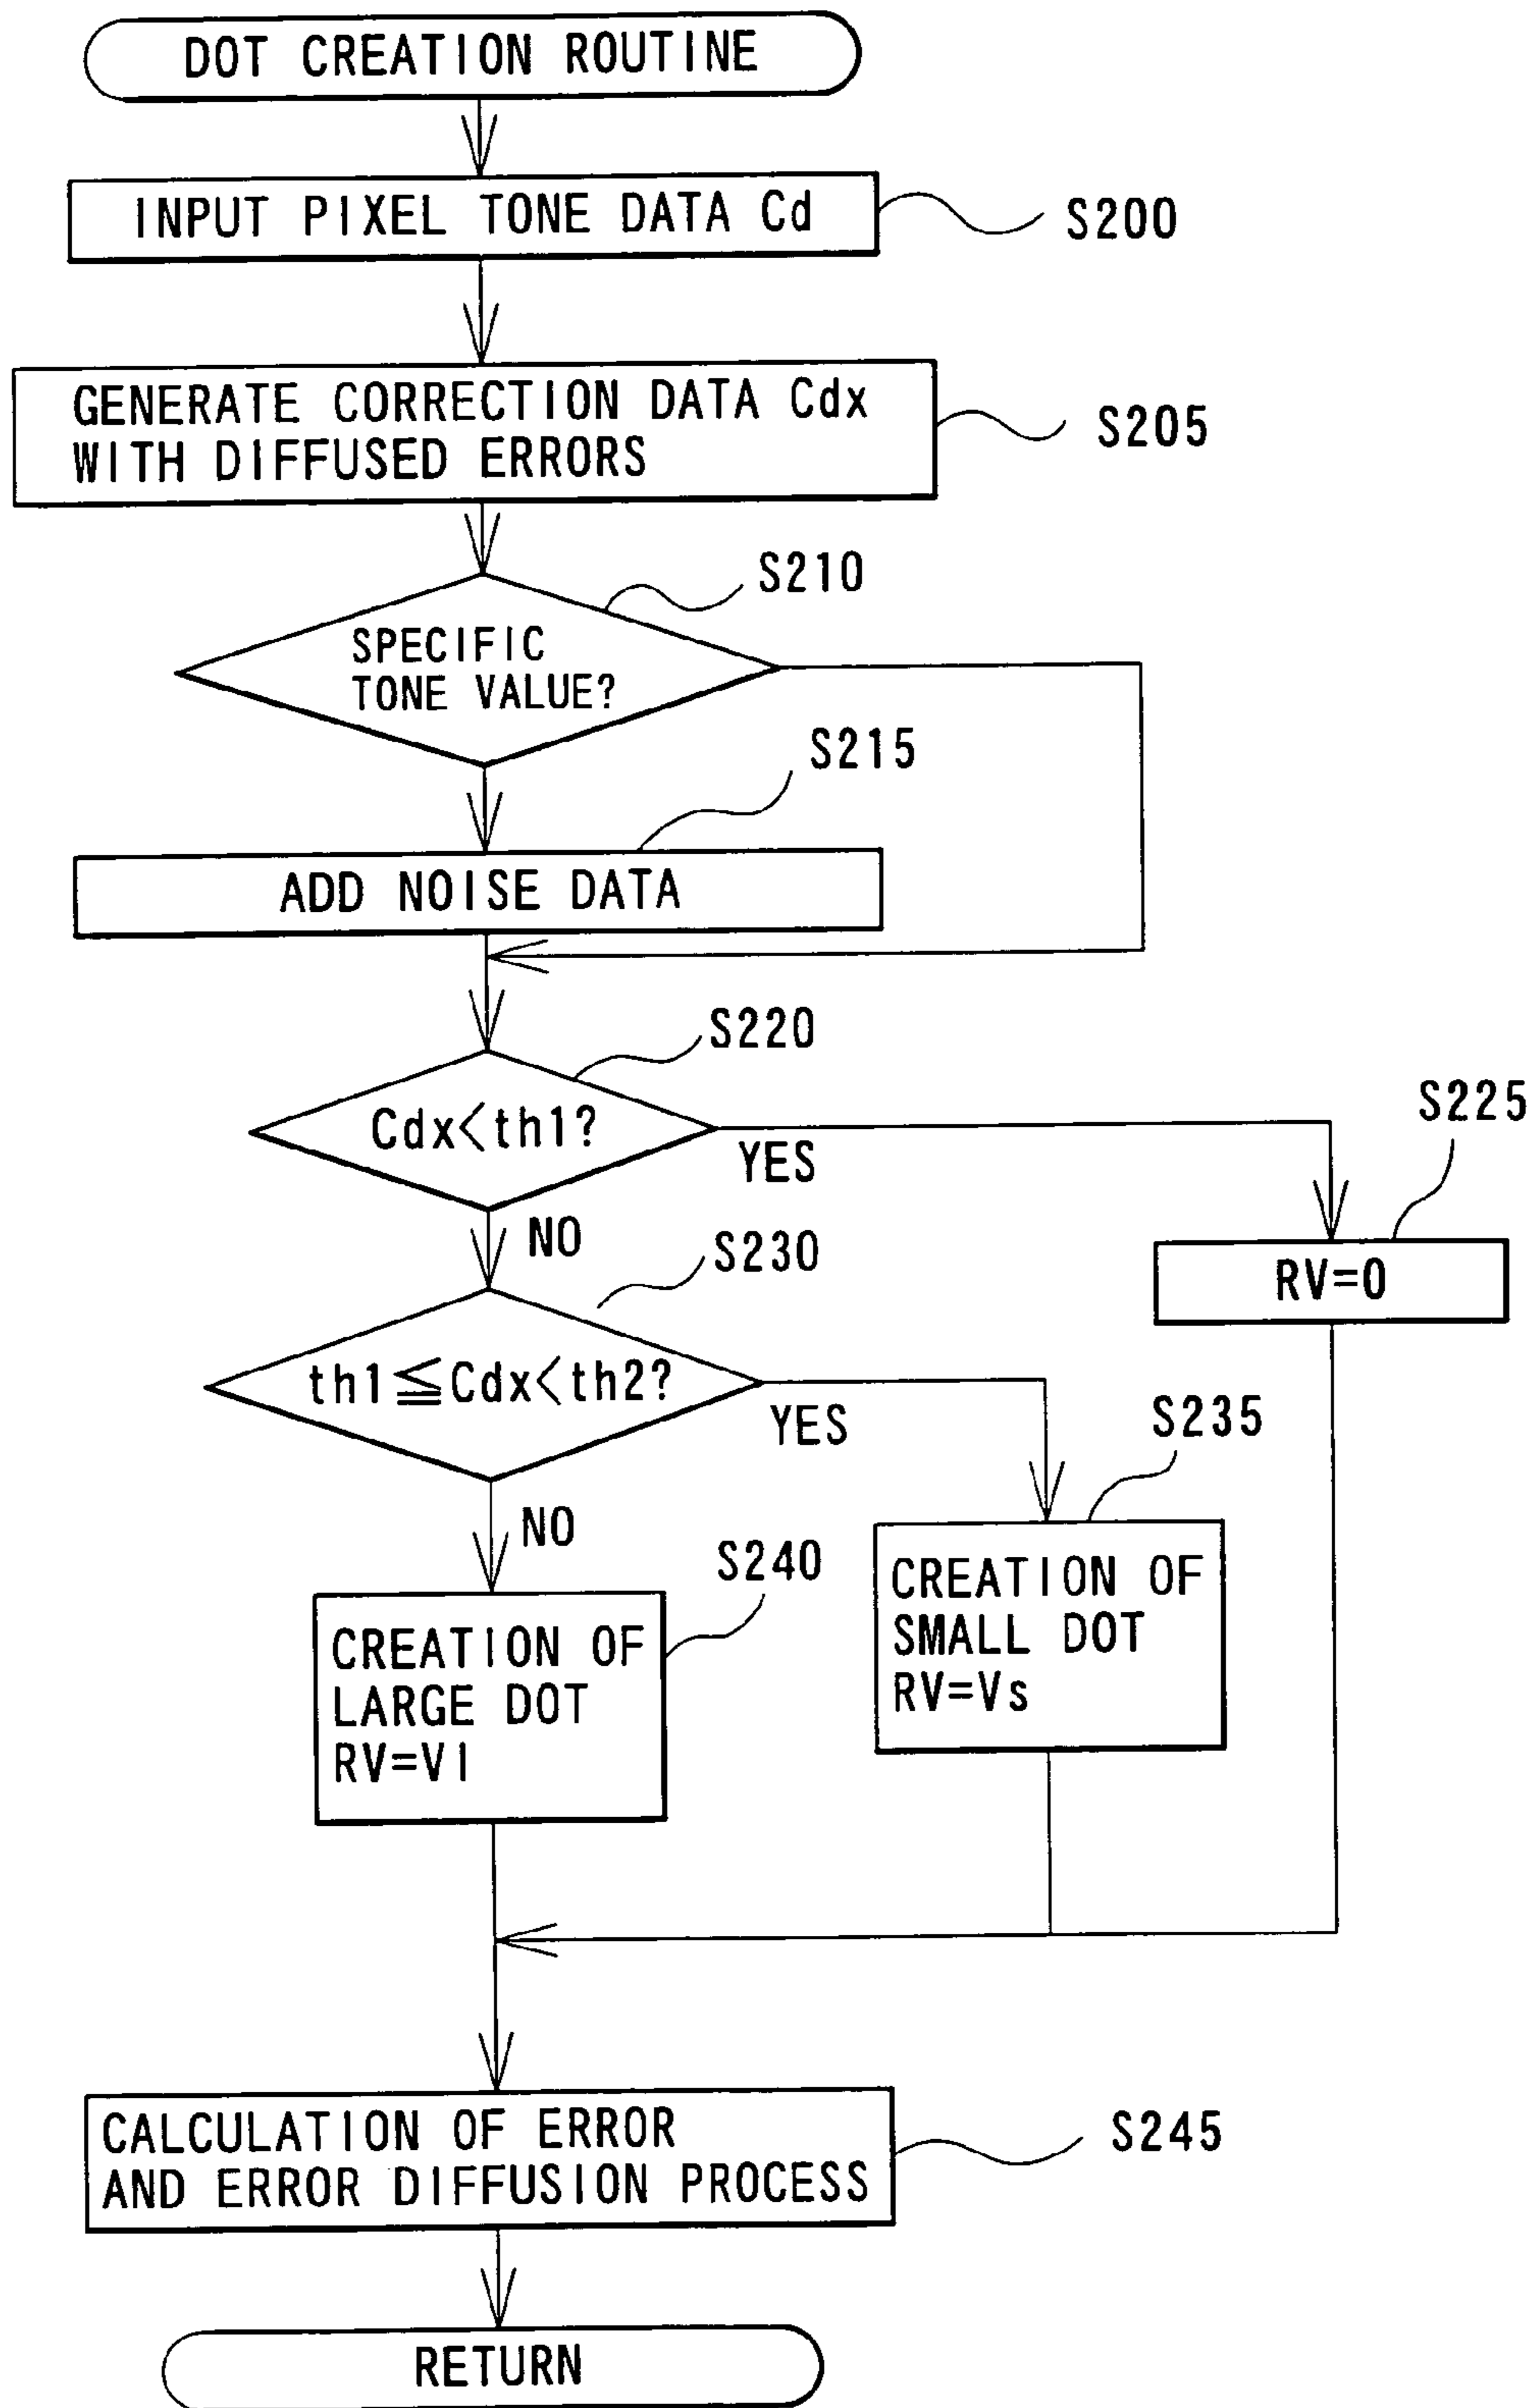 DOT CREATION ROUTINE
INPUT PIXEL TONE DATA Cd
S200
GENERATE CORRECTION DATA Cdx
WITH DIFFUSED ERRORS
S205
S210
SPECIFIC
TONE VALUE?
S215
ADD NOISE DATA
S220
Cdx<th1?
YES
S225
NO
RV=0
S230
th1≦Cdx<th2?
YES
S235
NO
CREATION OF
SMALL DOT
RV=Vs
S240
CREATION OF
LARGE DOT
RV=Vl
CALCULATION OF ERROR
AND ERROR DIFFUSION PROCESS
S245
RETURN